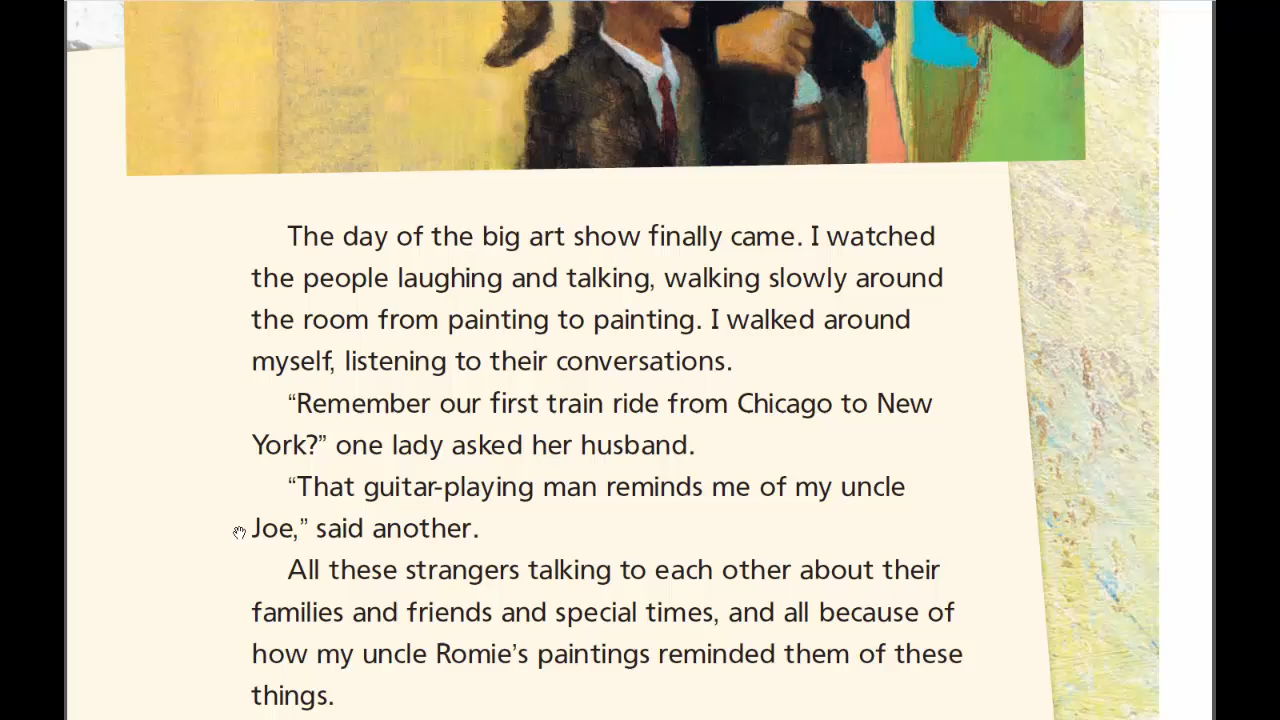 The day of the big art show finally came. I watched
the people laughing and talking, walking slowly around
the room from painting to painting. I walked around
myself, listening to their conversations.
“Remember our first train ride from Chicago to New
York?” one lady asked her husband.
“That guitar-playing man reminds me of my uncle
Joe,” said another.
All these strangers talking to each other about their
families and friends and special times, and all because of
how my uncle Romie’s paintings reminded them of these
things.